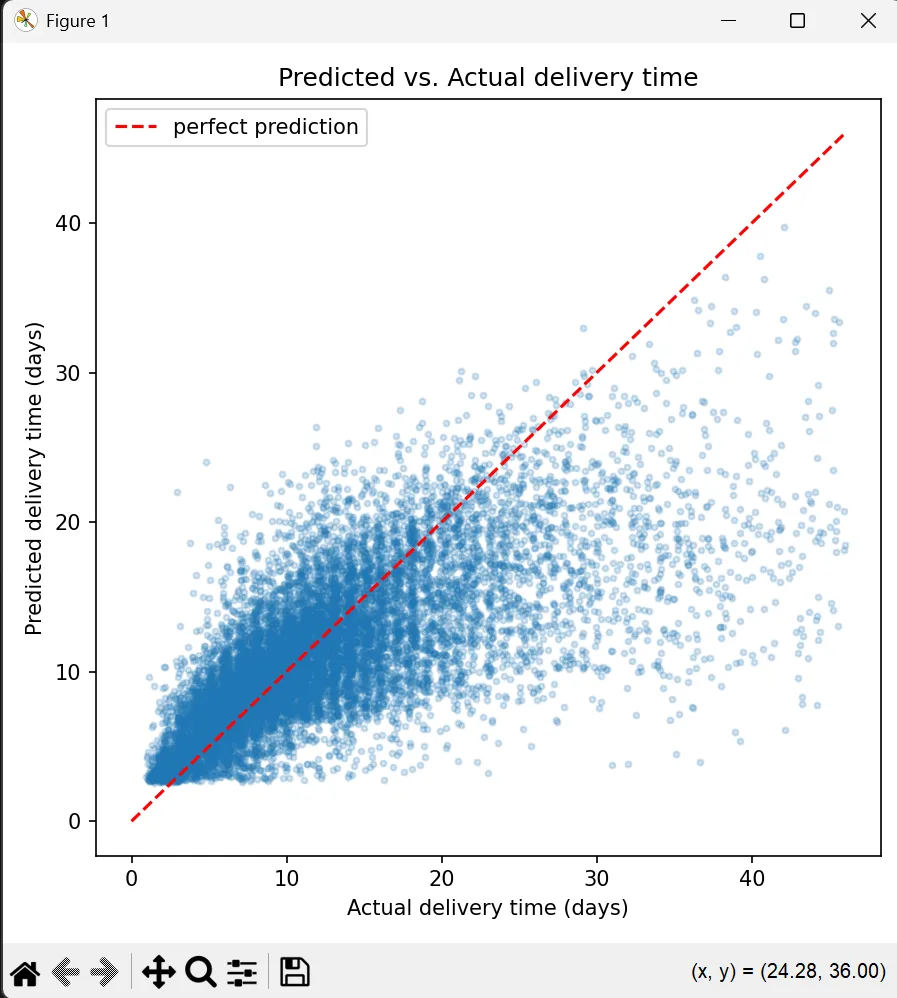 Figure 1
Predicted vs. Actual delivery time
perfect prediction
40
30
20
10
0
Predicted delivery time (days)
0 10 20 30 40
Actual delivery time (days)
(x, y) = (24.28, 36.00)